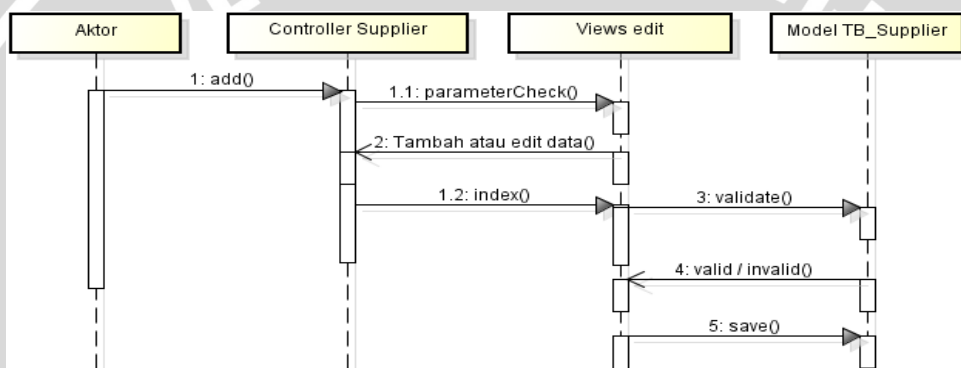 Aktor
Controller Supplier
Views edit
Model TB_Supplier
1: add()
1.1: parameterCheck()
2: Tambah atau edit data()
1.2: index()
3: validate()
4: valid / invalid()
5: save()